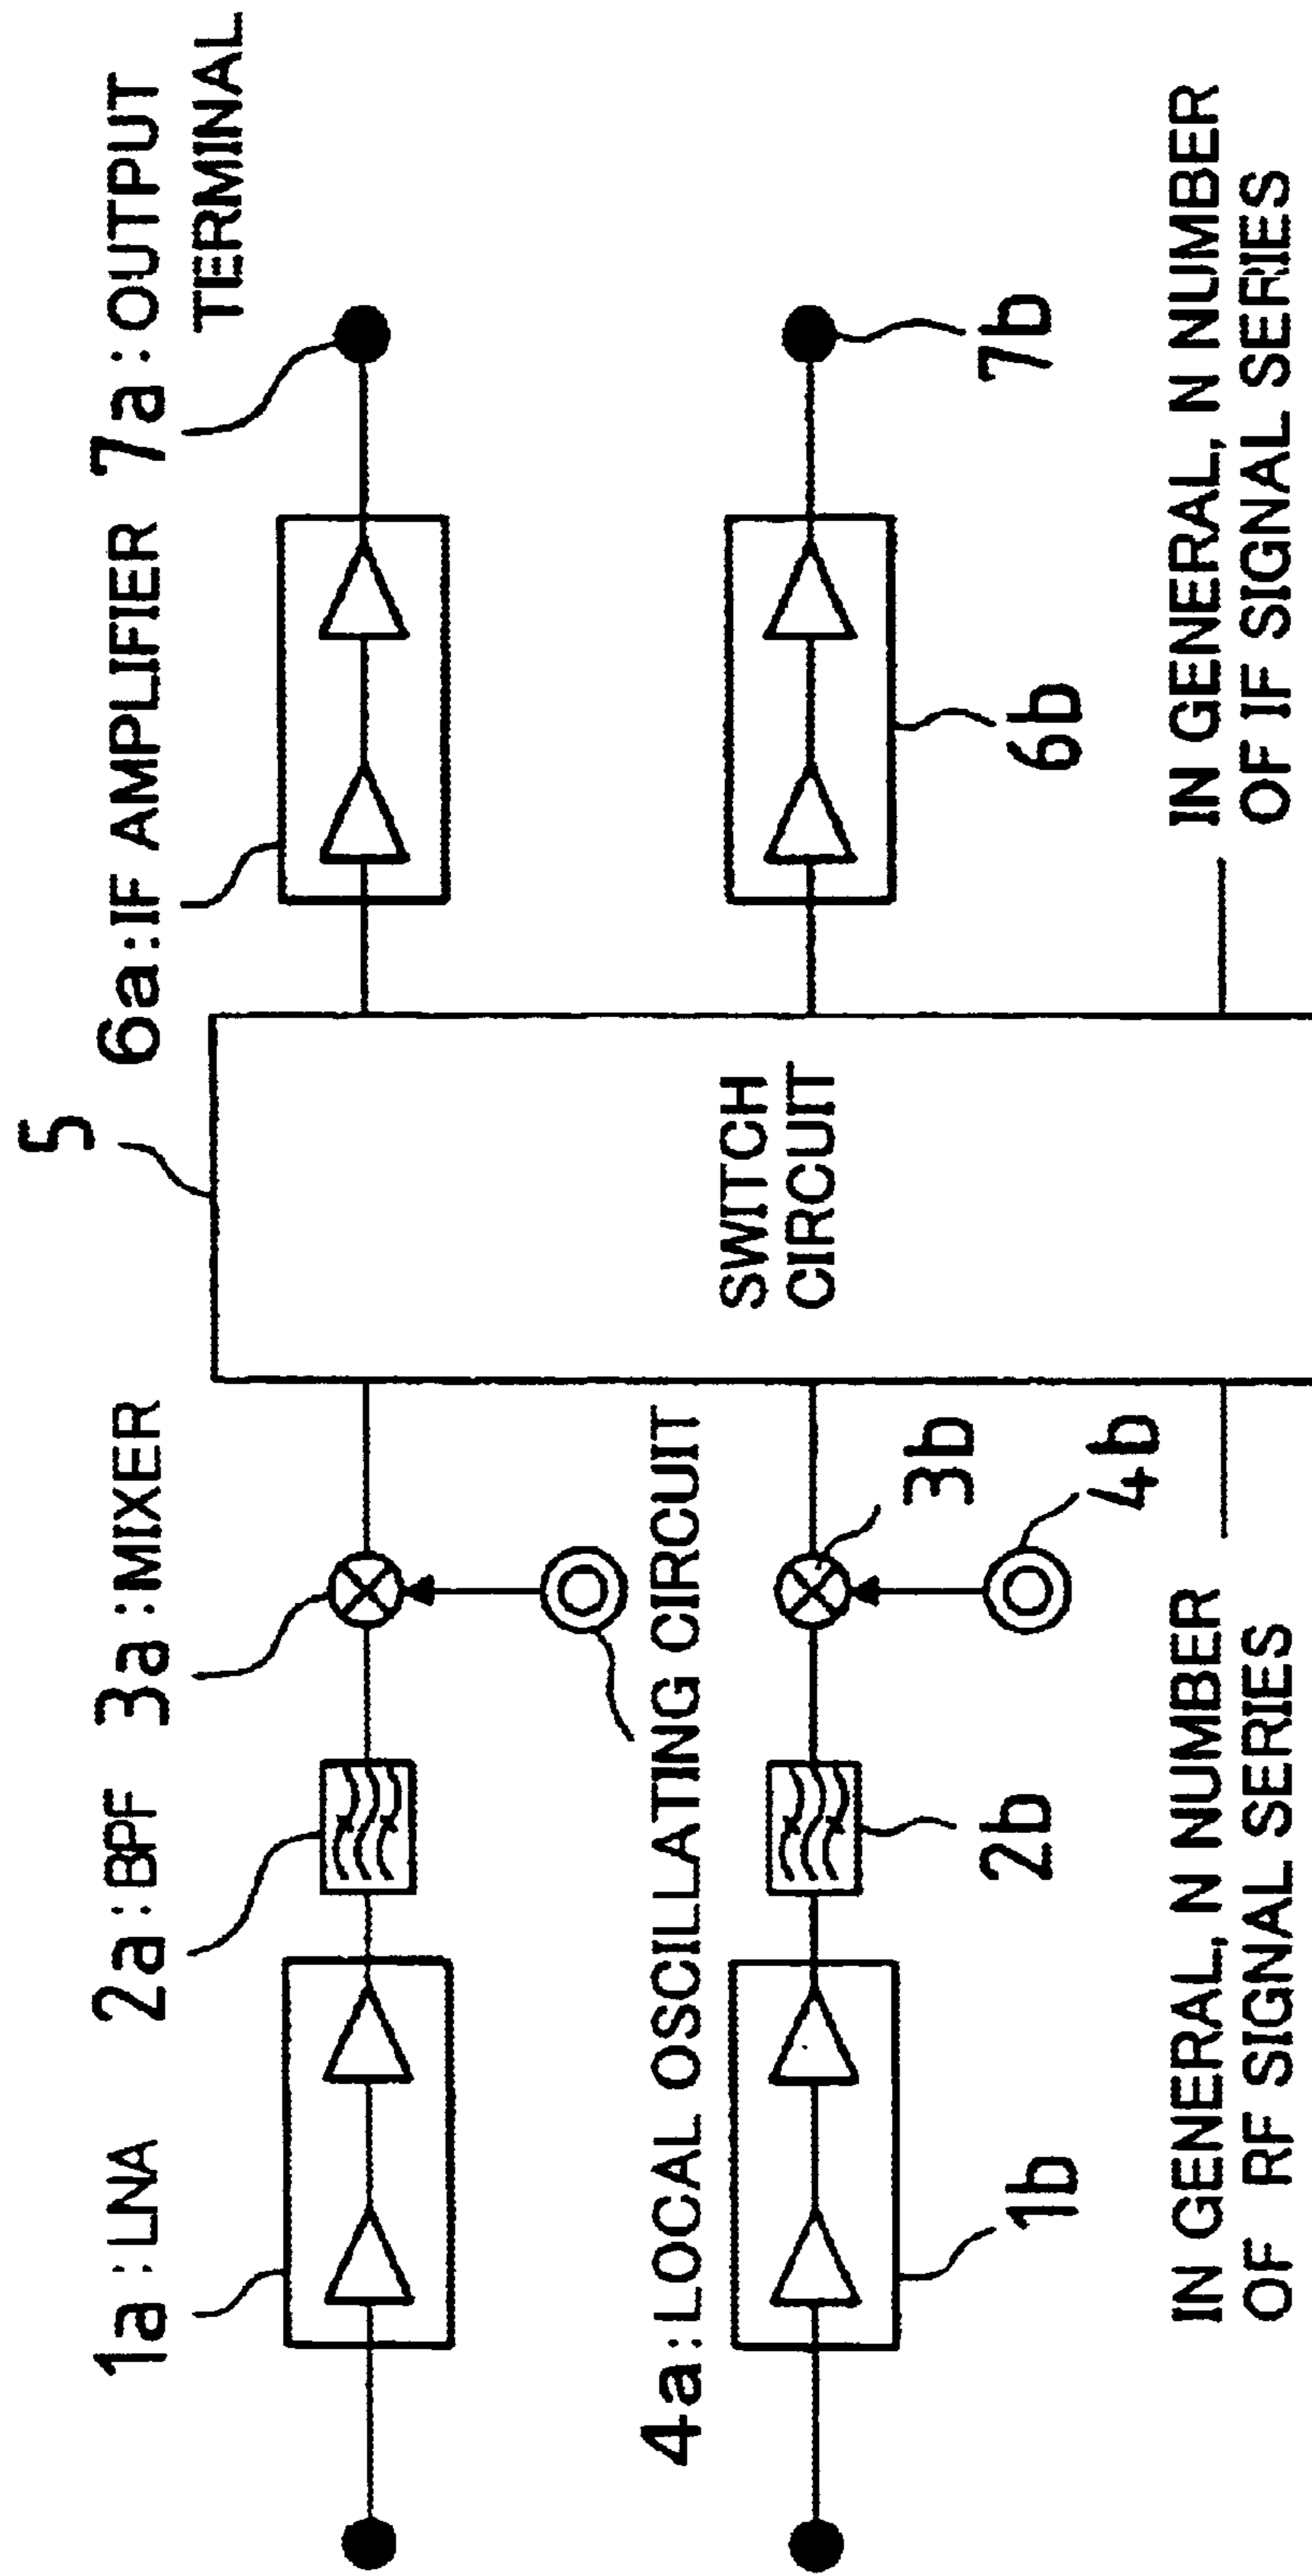 5
1a:LNA
2a:BPF
3a:MIXER
6a:IF AMPLIFIER
7a:OUTPUT
TERMINAL
4a:LOCAL OSCILLATING CIRCUIT
SWITCH
CIRCUIT
1b
2b
3b
4b
6b
7b
IN GENERAL, N NUMBER
OF RF SIGNAL SERIES
IN GENERAL, N NUMBER
OF IF SIGNAL SERIES